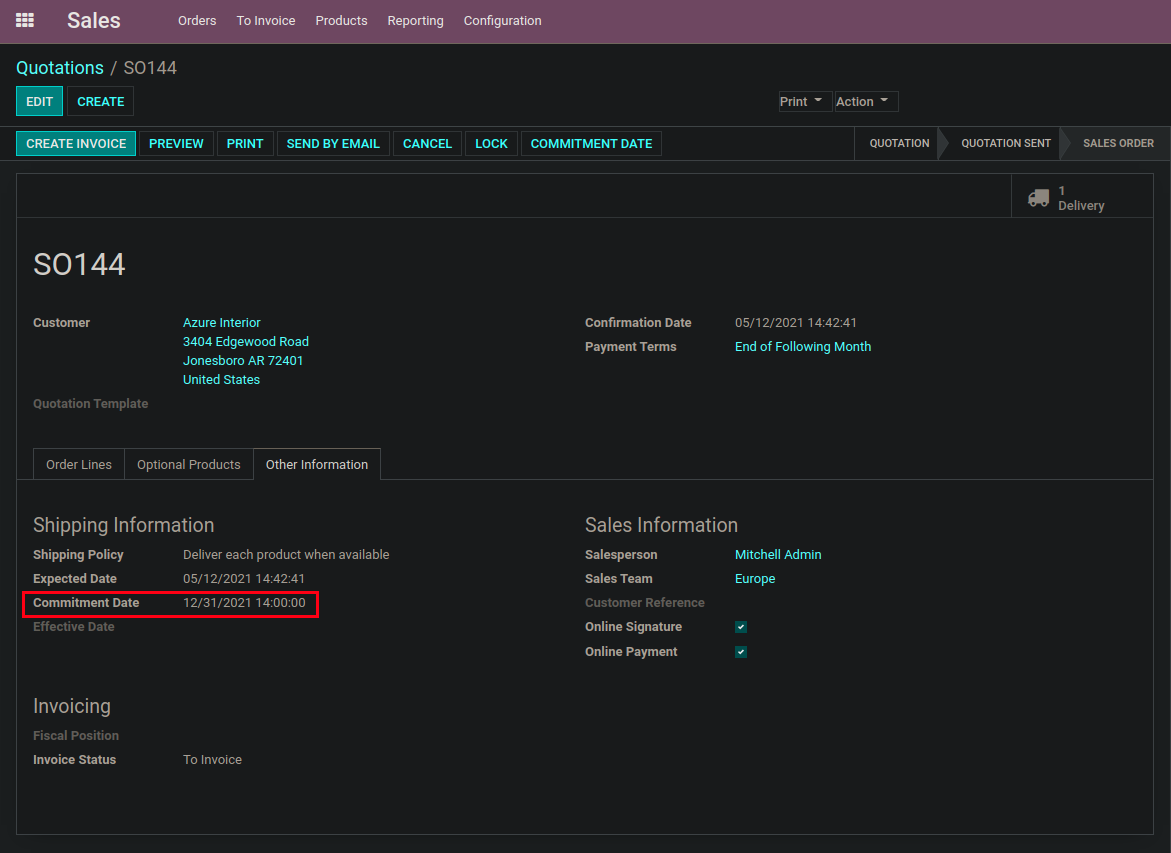 Sales Orders To Invoice Products Reporting Configuration
Quotations / SO144
EDIT CREATE Print Action
CREATE INVOICE PREVIEW PRINT SEND BY EMAIL CANCEL LOCK COMMITMENT DATE QUOTATION QUOTATION SENT SALES ORDER
1
Delivery
SO144
Customer Azure Interior Confirmation Date 05/12/2021 14:42:41
3404 Edgewood Road Payment Terms End of Following Month
Jonesboro AR 72401
United States
Quotation Template
Order Lines Optional Products Other Information
Shipping Information Sales Information
Shipping Policy Deliver each product when available Salesperson Mitchell Admin
Expected Date 05/12/2021 14:42:41 Sales Team Europe
Commitment Date 12/31/2021 14:00:00 Customer Reference
Effective Date Online Signature
Online Payment
Invoicing
Fiscal Position
Invoice Status To Invoice